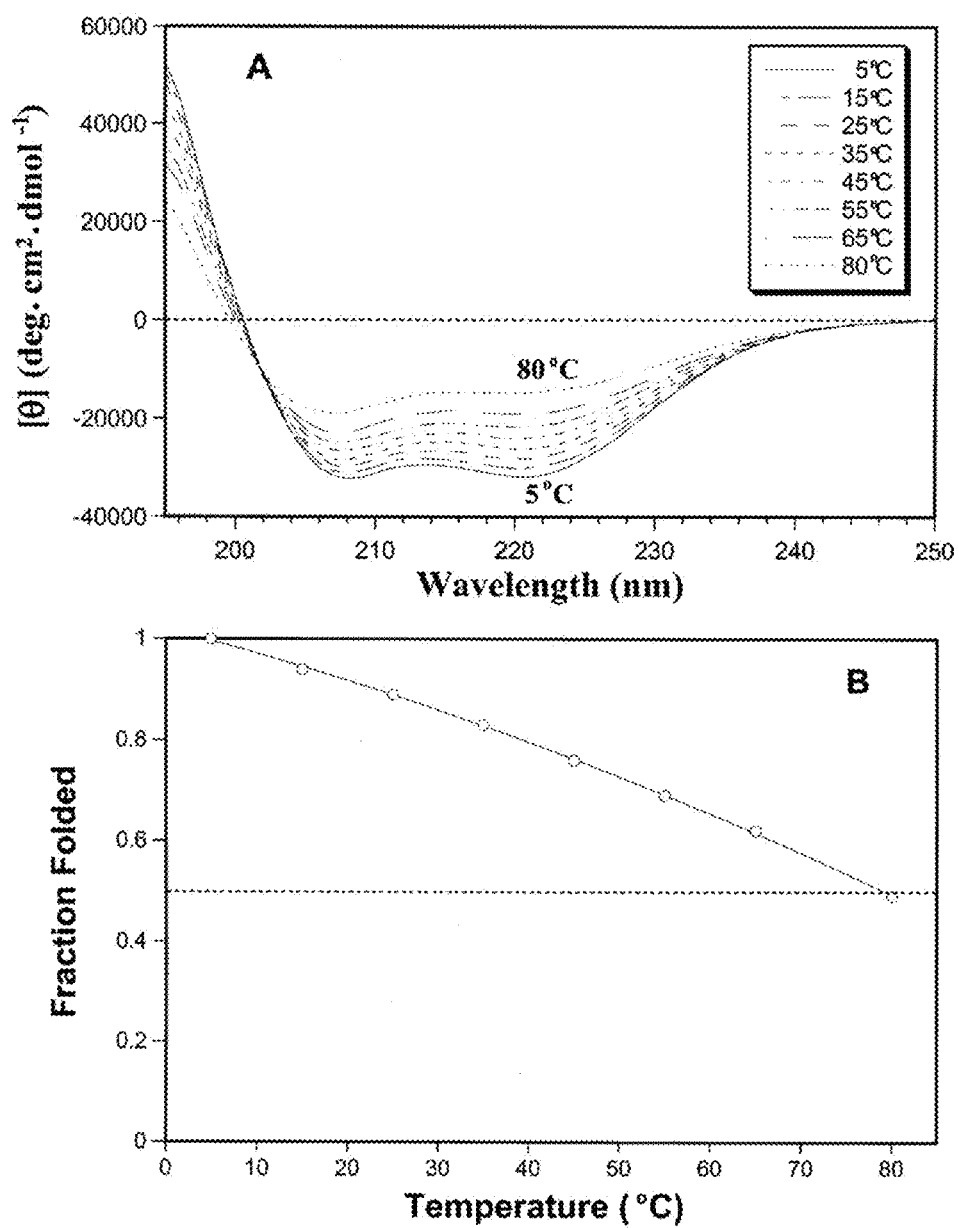 60000
A
5°C
15°C
25°C
35°C
45°C
55°C
65°C
80°C
40000
20000
0
-20000
-40000
[θ] (deg. cm². dmol -1)
80°C
5°C
200
210
220
230
240
250
Wavelength (nm)
1
B
0.8
0.6
0.4
0.2
0
Fraction Folded
0
10
20
30
40
50
60
70
80
Temperature (°C)